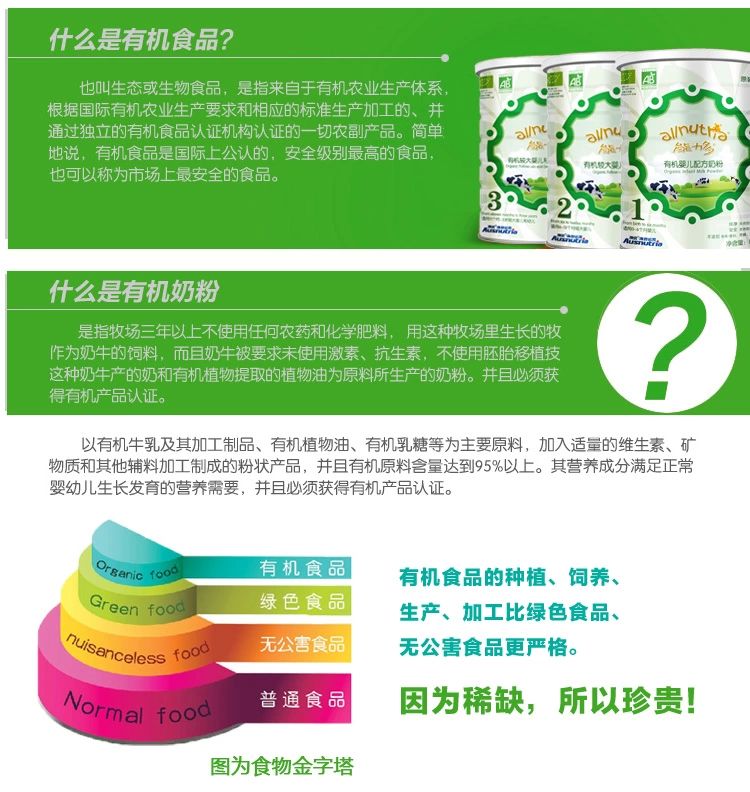 什么是有机食品？
也叫生态或生物食品，是指来自于有机农业生产体系，
根据国际有机农业生产要求和相应的标准生产加工的、并
通过独立的有机食品认证机构认证的一切农副产品。简单
地说，有机食品是国际上公认的，安全级别最高的食品，
也可以称为市场上最安全的食品。
AB
AB
AB
allnutria
有机较大婴儿
3
Ausnutria
有机较大婴儿
2
Ausnutria
allnutria
有机婴儿配方奶粉
Organic Infant Milk Powder
1
Ausnutria
什么是有机奶粉
?
是指牧场三年以上不使用任何农药和化学肥料， 用这种牧场里生长的牧
作为奶牛的饲料，而且奶牛被要求未使用激素、抗生素，不使用胚胎移植技
这种奶牛产的奶和有机植物提取的植物油为原料所生产的奶粉。并且必须获
得有机产品认证。
以有机牛乳及其加工制品、有机植物油、有机乳糖等为主要原料，加入适量的维生素、矿
物质和其他辅料加工制成的粉状产品，并且有机原料含量达到95%以上。其营养成分满足正常
婴幼儿生长发育的营养需要，并且必须获得有机产品认证。
Organic food 有机食品
Green food 绿色食品
nuisanceless food 无公害食品
Normal food 普通食品
图为食物金字塔
有机食品的种植、饲养、
生产、加工比绿色食品、
无公害食品更严格。
因为稀缺，所以珍贵！